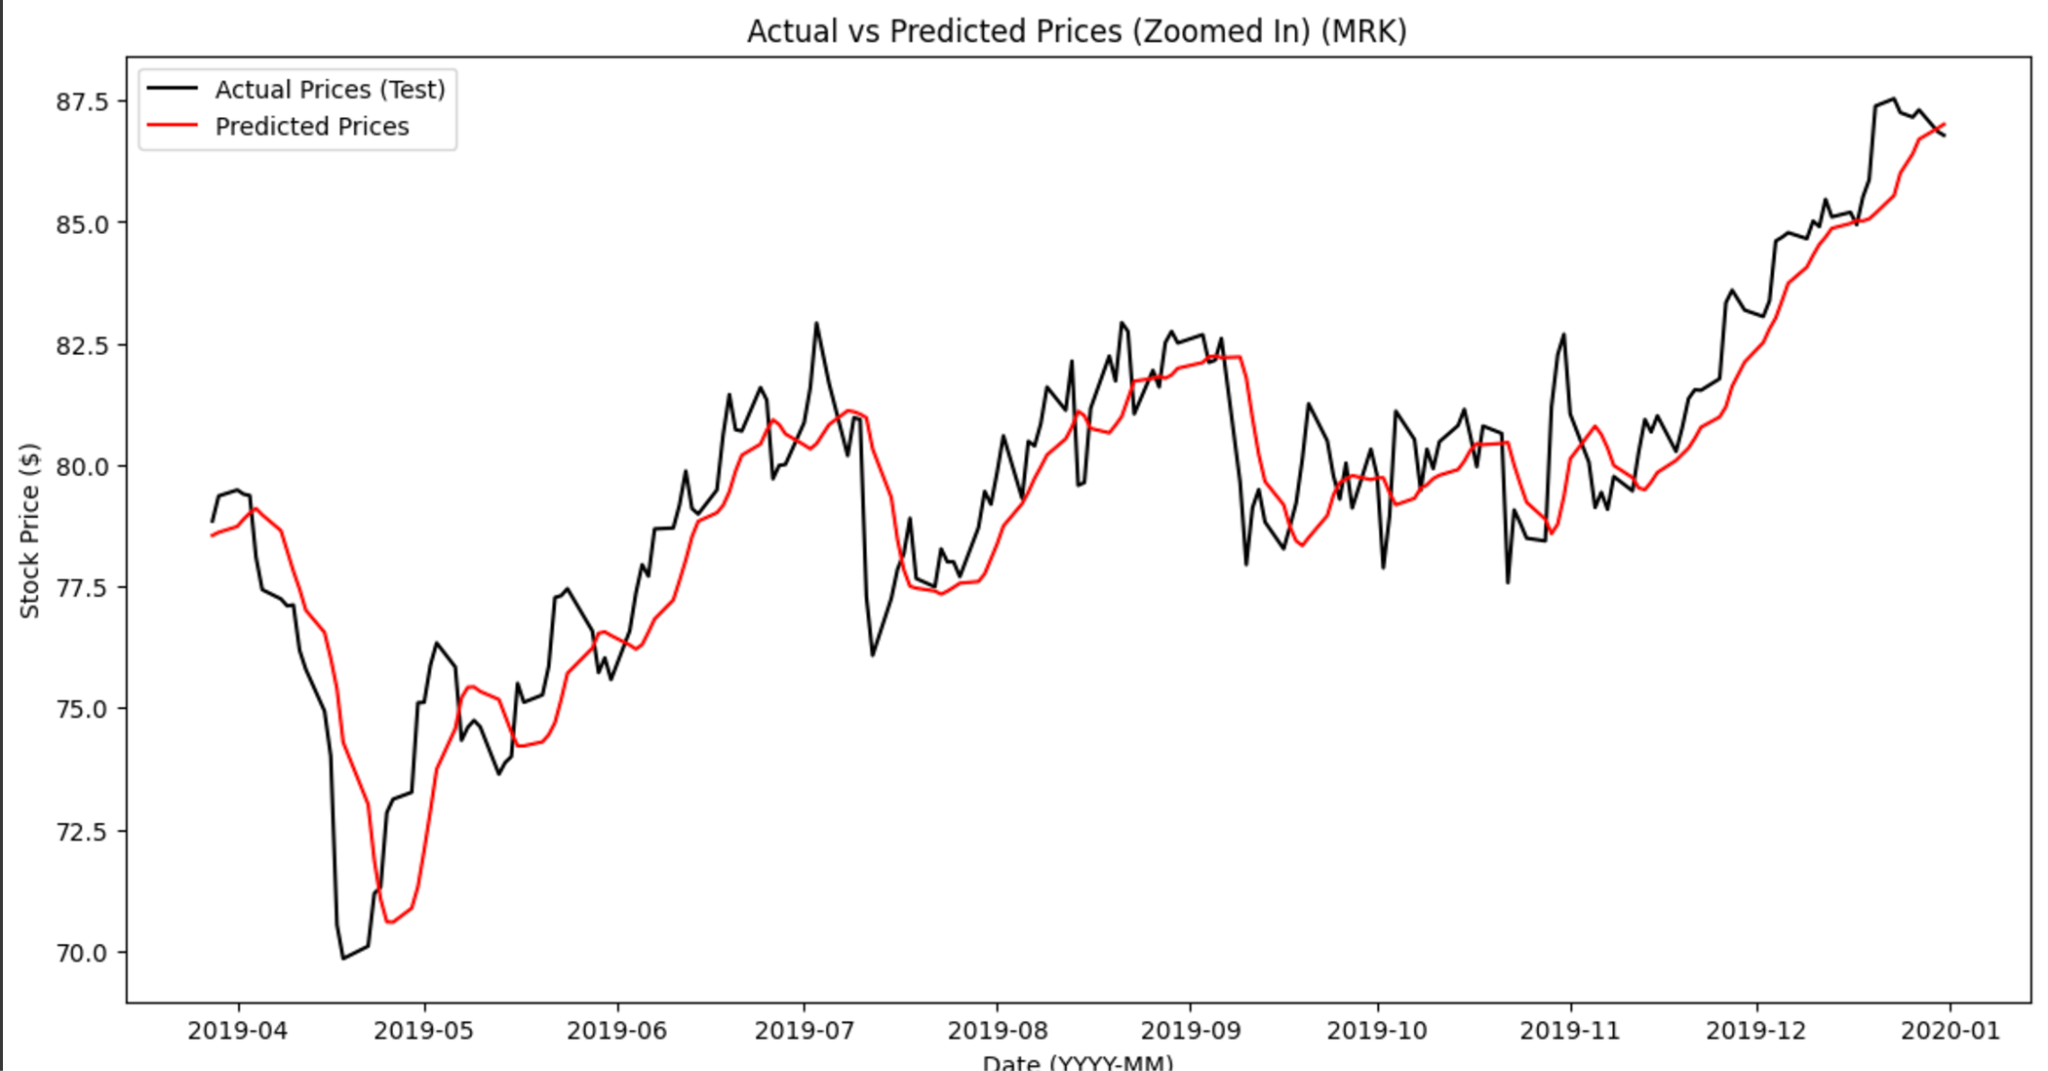 Actual vs Predicted Prices (Zoomed In) (MRK)
Actual Prices (Test)
Predicted Prices
Stock Price ($)
87.5
85.0
82.5
80.0
77.5
75.0
72.5
70.0
2019-04 2019-05 2019-06 2019-07 2019-08 2019-09 2019-10 2019-11 2019-12 2020-01
Date (YYYY-MM)